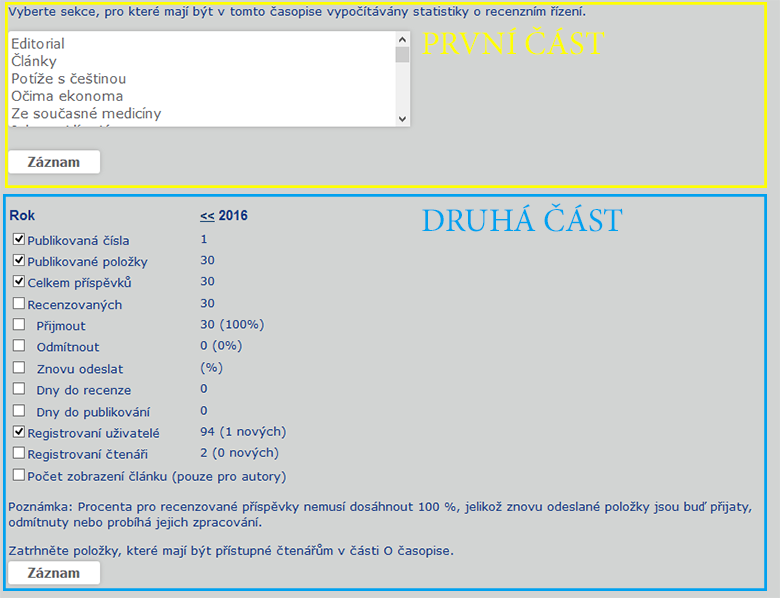 Vyberte sekce, pro které mají být v tomto časopise vypočítávány statistiky o recenzním řízení.
PRVNÍ ČÁST
Editorial
Články
Potíže s češtinou
Očima ekonoma
Ze současné medicíny
Záznam
DRUHÁ ČÁST
Rok << 2016
Publikovaná čísla 1
Publikované položky 30
Celkem příspěvků 30
Recenzovaných 30
Přijmout 30 (100%)
Odmítnout 0 (0%)
Znovu odeslat (%)
Dny do recenze 0
Dny do publikování 0
Registrovaní uživatelé 94 (1 nových)
Registrovaní čtenáři 2 (0 nových)
Počet zobrazení článku (pouze pro autory)
Poznámka: Procenta pro recenzované příspěvky nemusí dosáhnout 100 %, jelikož znovu odeslané položky jsou buď přijaty,
odmítnuty nebo probíhá jejich zpracování.
Zatrhněte položky, které mají být přístupné čtenářům v části O časopise.
Záznam